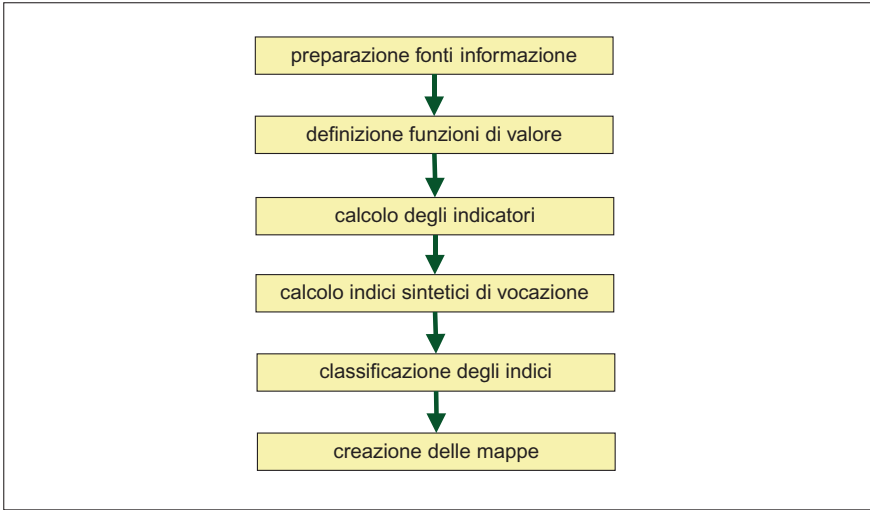 preparazione fonti informazione
definizione funzioni di valore
calcolo degli indicatori
calcolo indici sintetici di vocazione
classificazione degli indici
creazione delle mappe